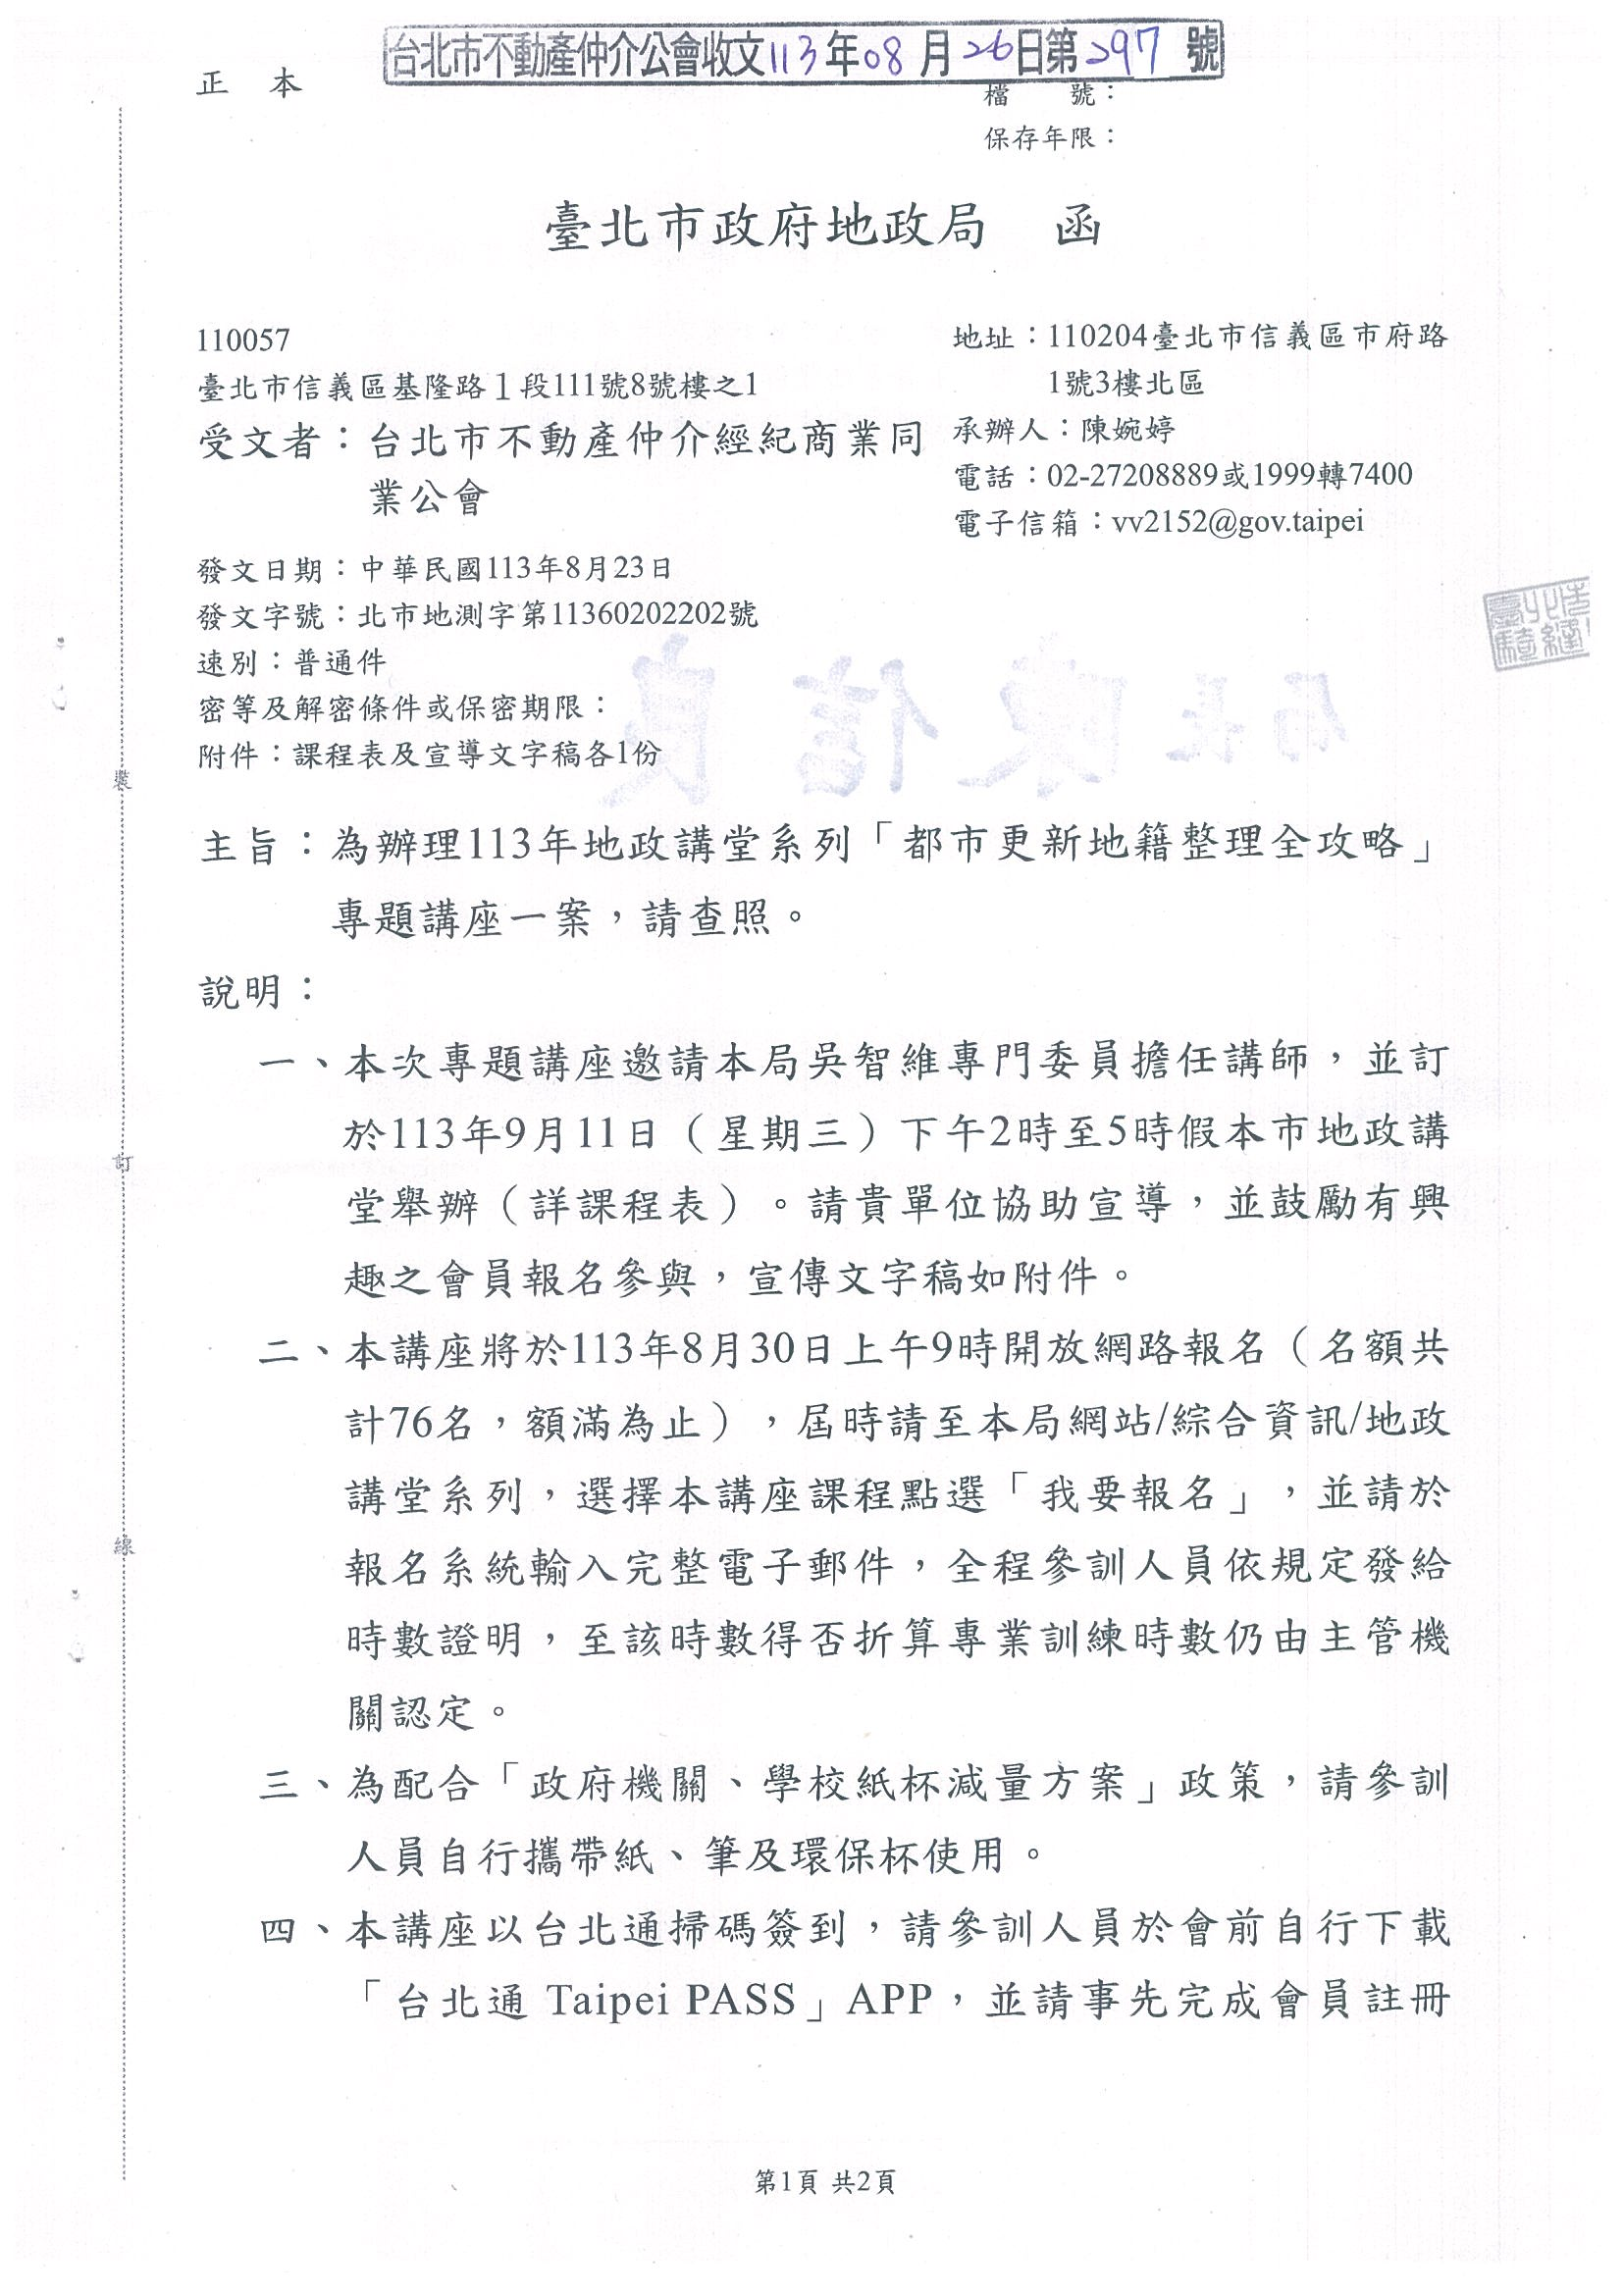 台北市不動產仲介公會收文113年08月26日第297號
正 本
檔 號：
保存年限：
臺北市政府地政局 函
110057
臺北市信義區基隆路1段111號8號樓之1
受文者：台北市不動產仲介經紀商業同
業公會
地址：110204臺北市信義區市府路
1號3樓北區
承辦人：陳婉婷
電話：02-27208889或1999轉7400
電子信箱：vv2152@gov.taipei
發文日期：中華民國113年8月23日
發文字號：北市地測字第11360202202號
速別：普通件
密等及解密條件或保密期限：
附件：課程表及宣導文字稿各1份
主旨：為辦理113年地政講堂系列「都市更新地籍整理全攻略」
專題講座一案，請查照。
說明：
一、本次專題講座邀請本局吳智維專門委員擔任講師，並訂
於113年9月11日（星期三）下午2時至5時假本市地政講
堂舉辦（詳課程表）。請貴單位協助宣導，並鼓勵有興
趣之會員報名參與，宣傳文字稿如附件。
二、本講座將於113年8月30日上午9時開放網路報名（名額共
計76名，額滿為止），屆時請至本局網站/綜合資訊/地政
講堂系列，選擇本講座課程點選「我要報名」，並請於
報名系統輸入完整電子郵件，全程參訓人員依規定發給
時數證明，至該時數得否折算專業訓練時數仍由主管機
關認定。
三、為配合「政府機關、學校紙杯減量方案」政策，請參訓
人員自行攜帶紙、筆及環保杯使用。
四、本講座以台北通掃碼簽到，請參訓人員於會前自行下載
「台北通 Taipei PASS」APP，並請事先完成會員註冊
裝
訂
線
第1頁 共2頁